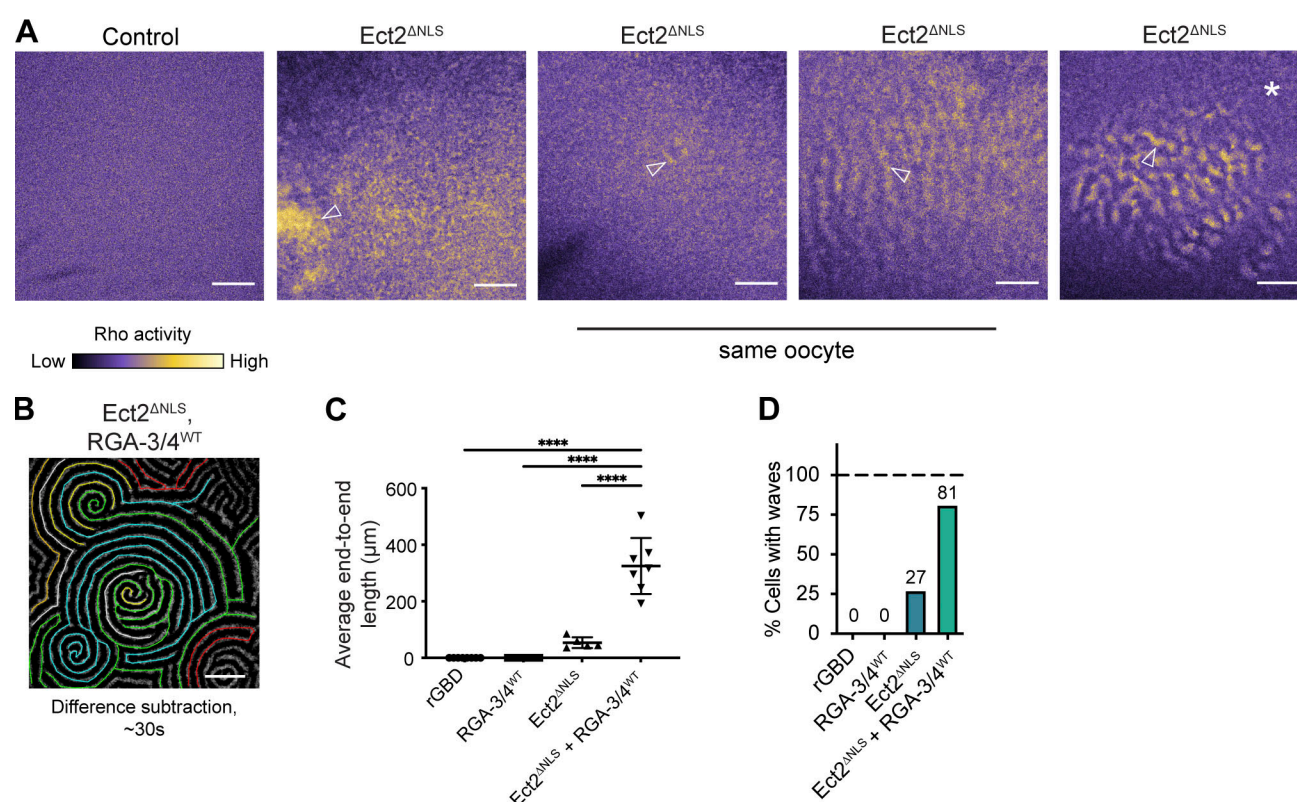 A
Control
Ect2ΔNLS
Ect2ΔNLS
Ect2ΔNLS
Ect2ΔNLS
*
Rho activity
Low
High
same oocyte
B
Ect2ΔNLS,
RGA-3/4WT
Difference subtraction,
~30s
C
****
****
****
Average end-to-end
length (µm)
600
400
200
0
rGBD
RGA-3/4WT
Ect2ΔNLS
Ect2ΔNLS + RGA-3/4WT
D
% Cells with waves
100
75
50
25
0
0
0
27
81
rGBD
RGA-3/4WT
Ect2ΔNLS
Ect2ΔNLS + RGA-3/4WT